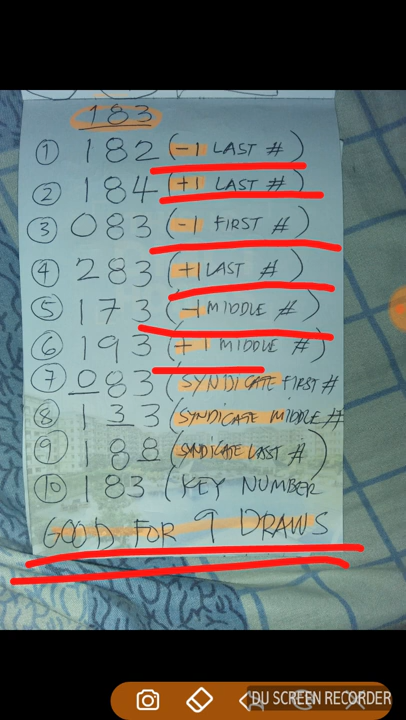 183
① 182 (-1 LAST #)
② 184 (+1 LAST #)
③ 083 (-1 FIRST #)
④ 283 (+1 LAST #)
⑤ 173 (-1 MIDDLE #)
⑥ 193 (+1 MIDDLE #)
⑦ 083 (SYNDICATE FIRST #
⑧ 133 (SYNDICATE MIDDLE #
⑨ 188 (SYNDICATE LAST #)
⑩ 183 (KEY NUMBER
GOOD FOR 9 DRAWS
DU SCREEN RECORDER